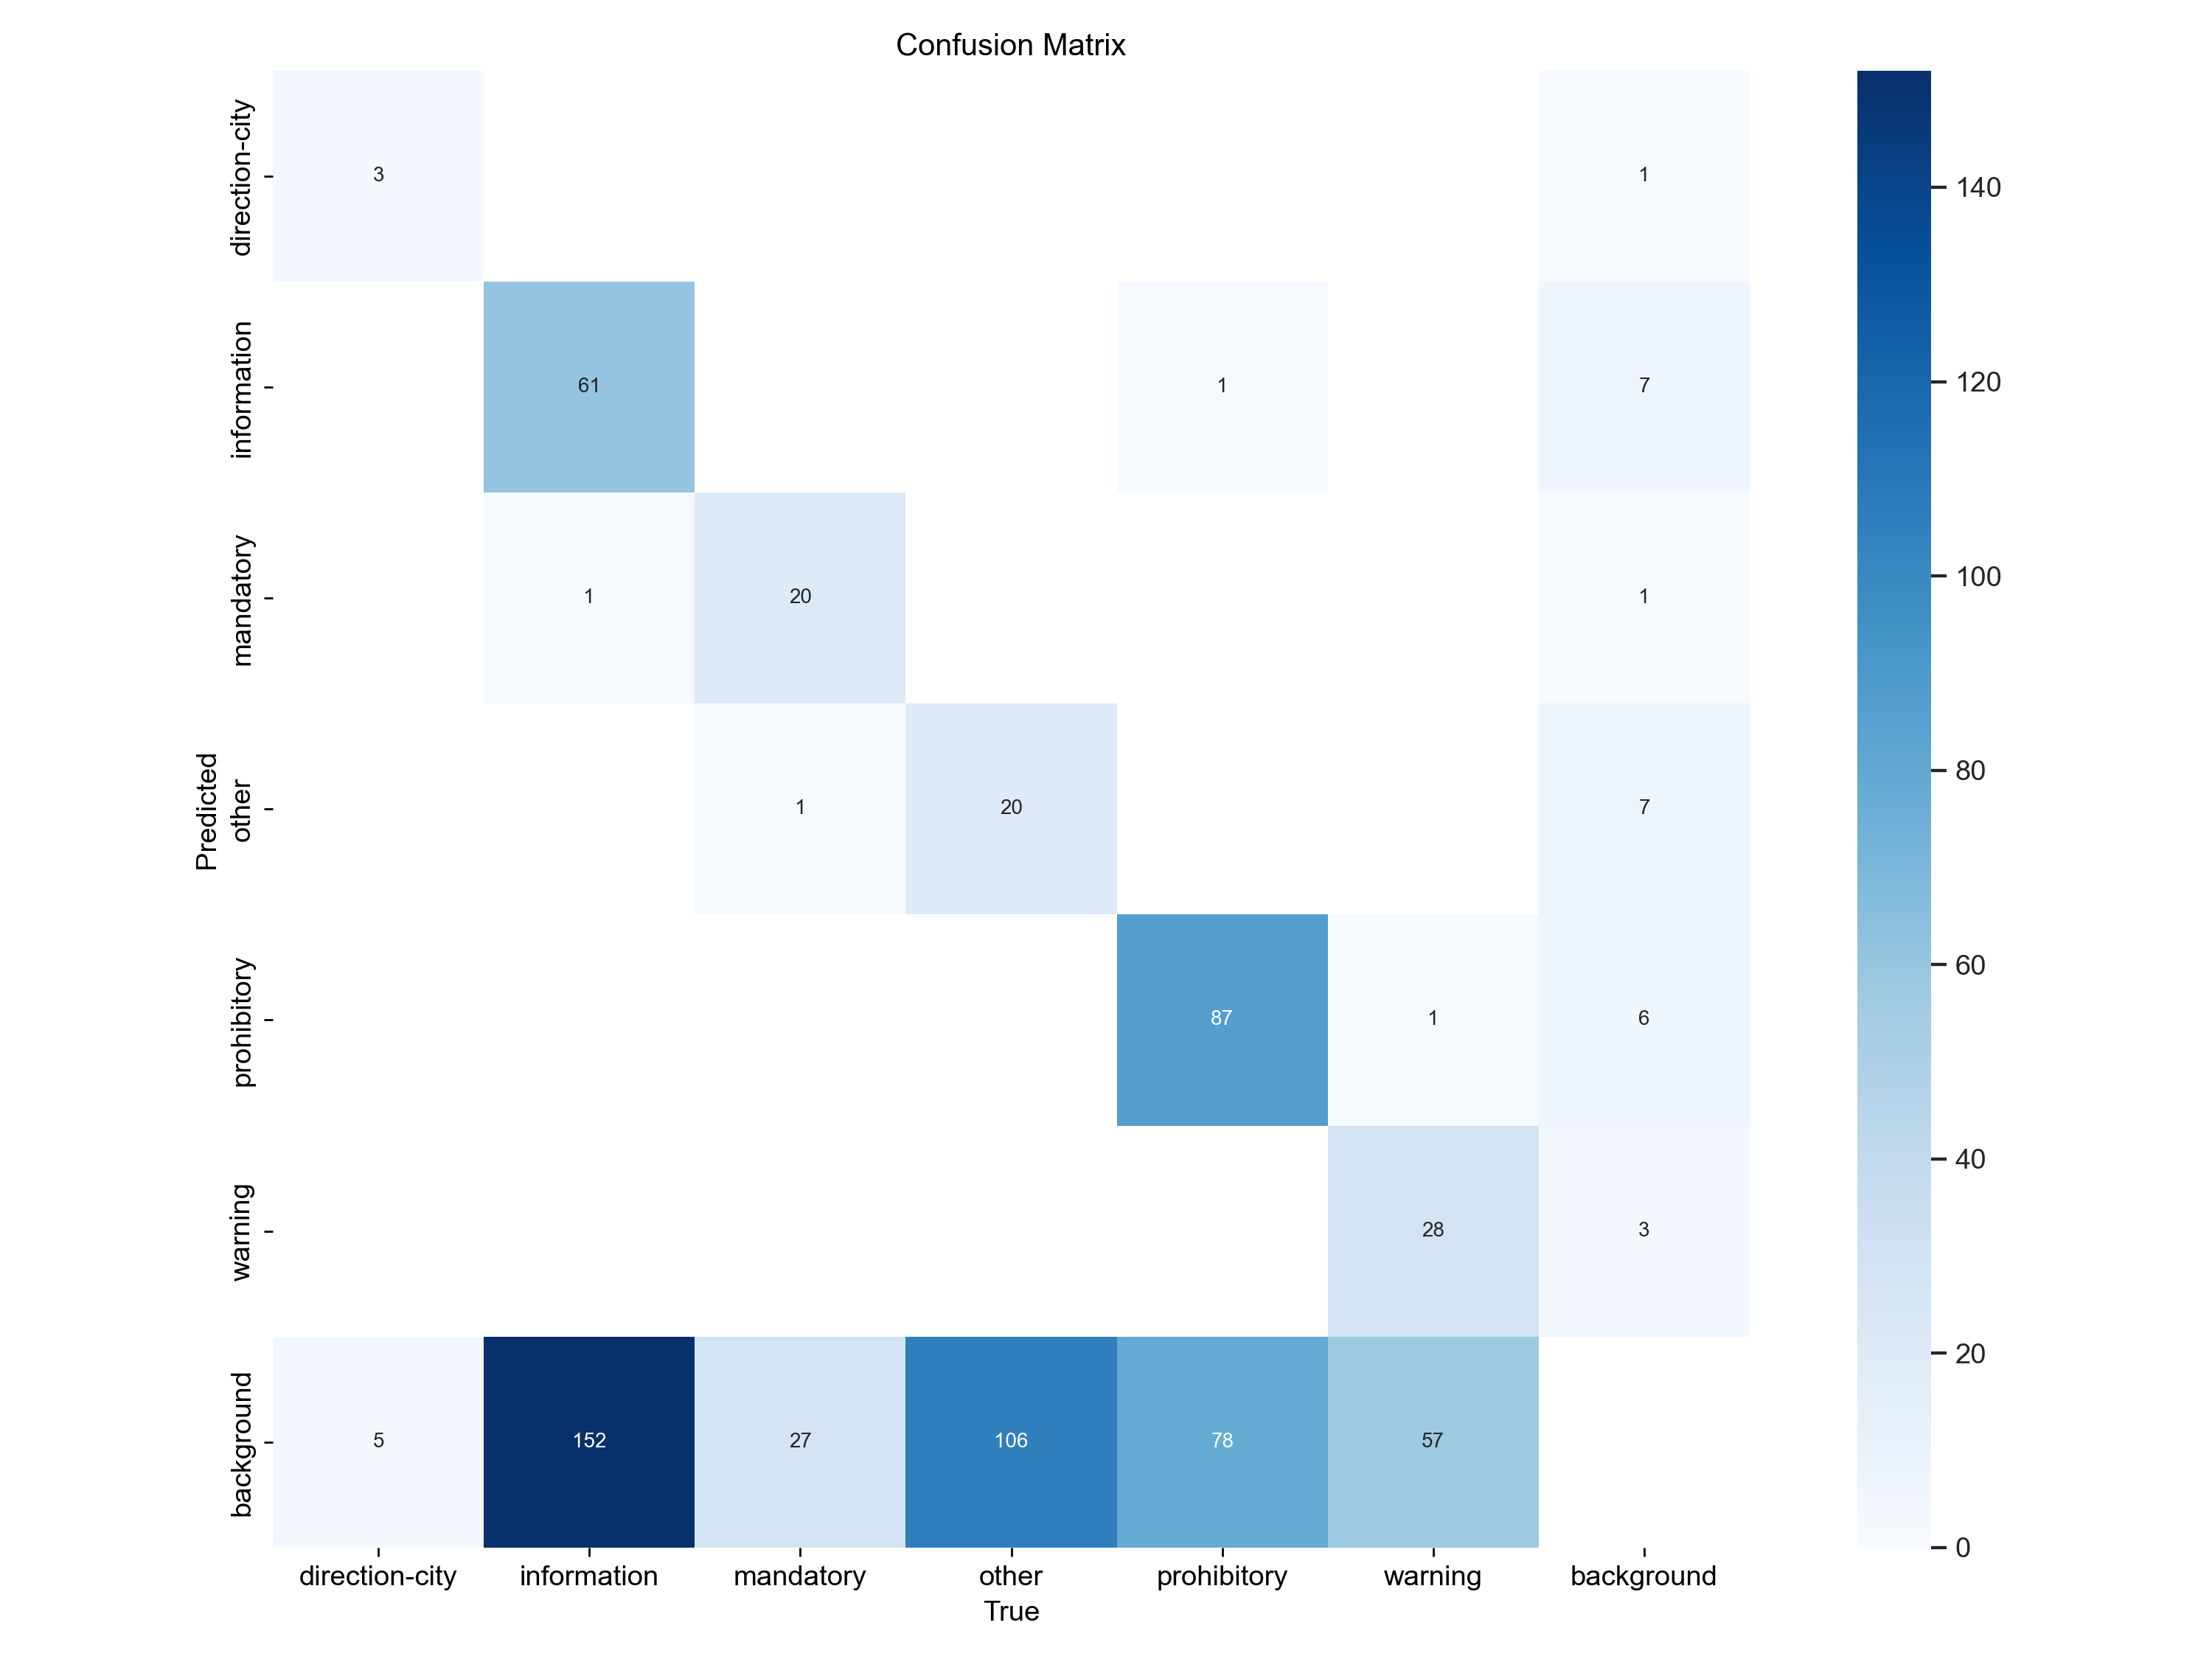 Confusion Matrix
direction-city 3 1
information 61 1 7
mandatory 1 20 1
other 1 20 7
prohibitory 87 1 6
warning 28 3
background 5 152 27 106 78 57
Predicted
direction-city information mandatory other prohibitory warning background
True
140
120
100
80
60
40
20
0